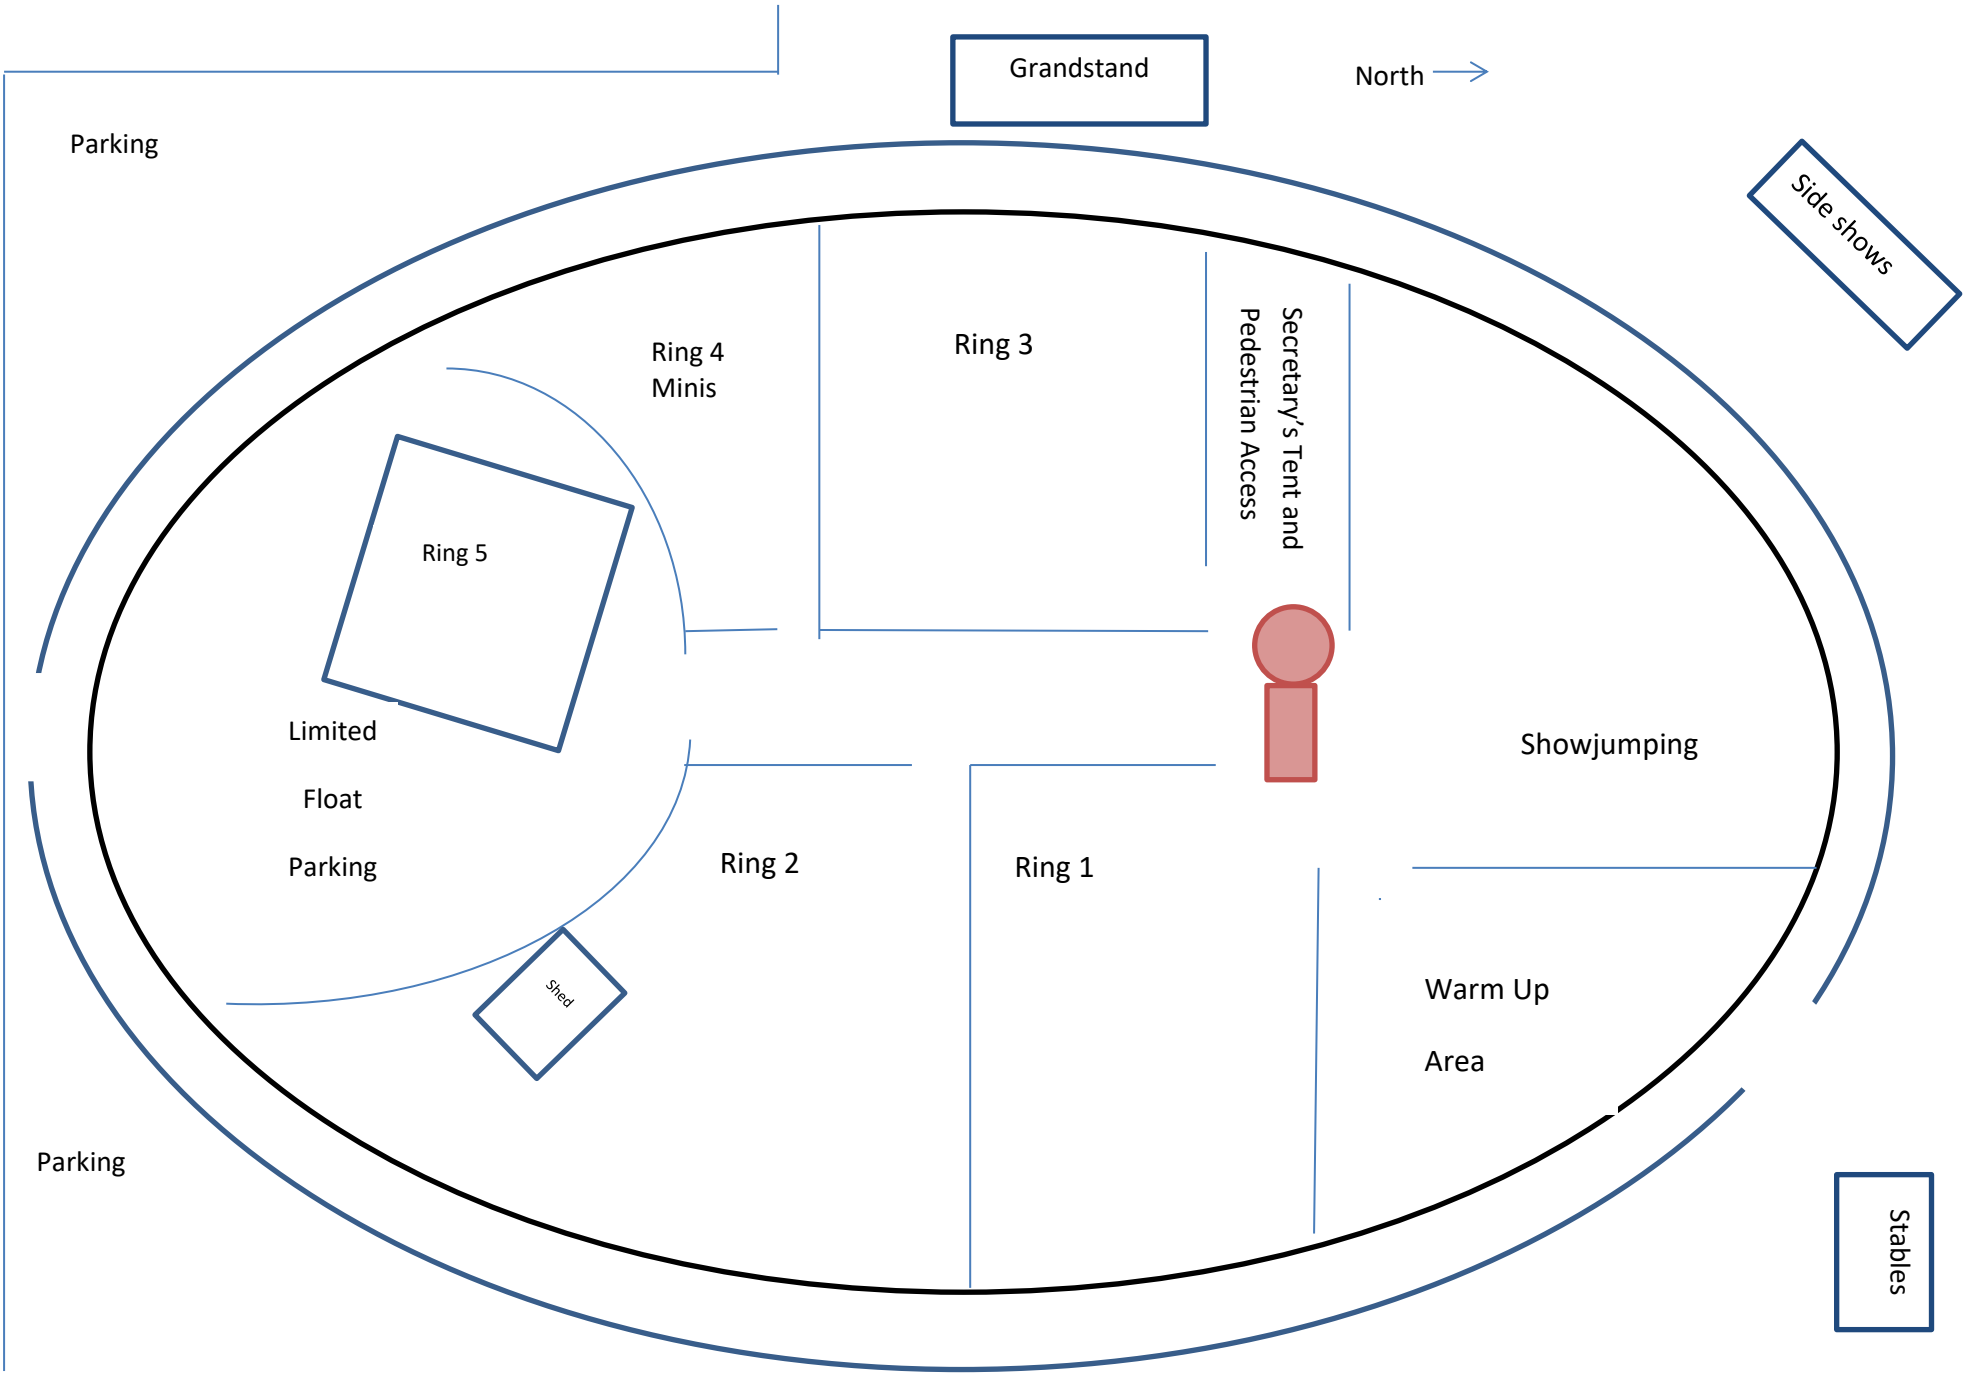 Grandstand
North
Parking
Side shows
Ring 4
Minis
Ring 3
Secretary’s Tent and
Pedestrian Access
Ring 5
Limited
Float
Parking
Showjumping
Ring 2
Ring 1
Shed
Warm Up
Area
Parking
Stables